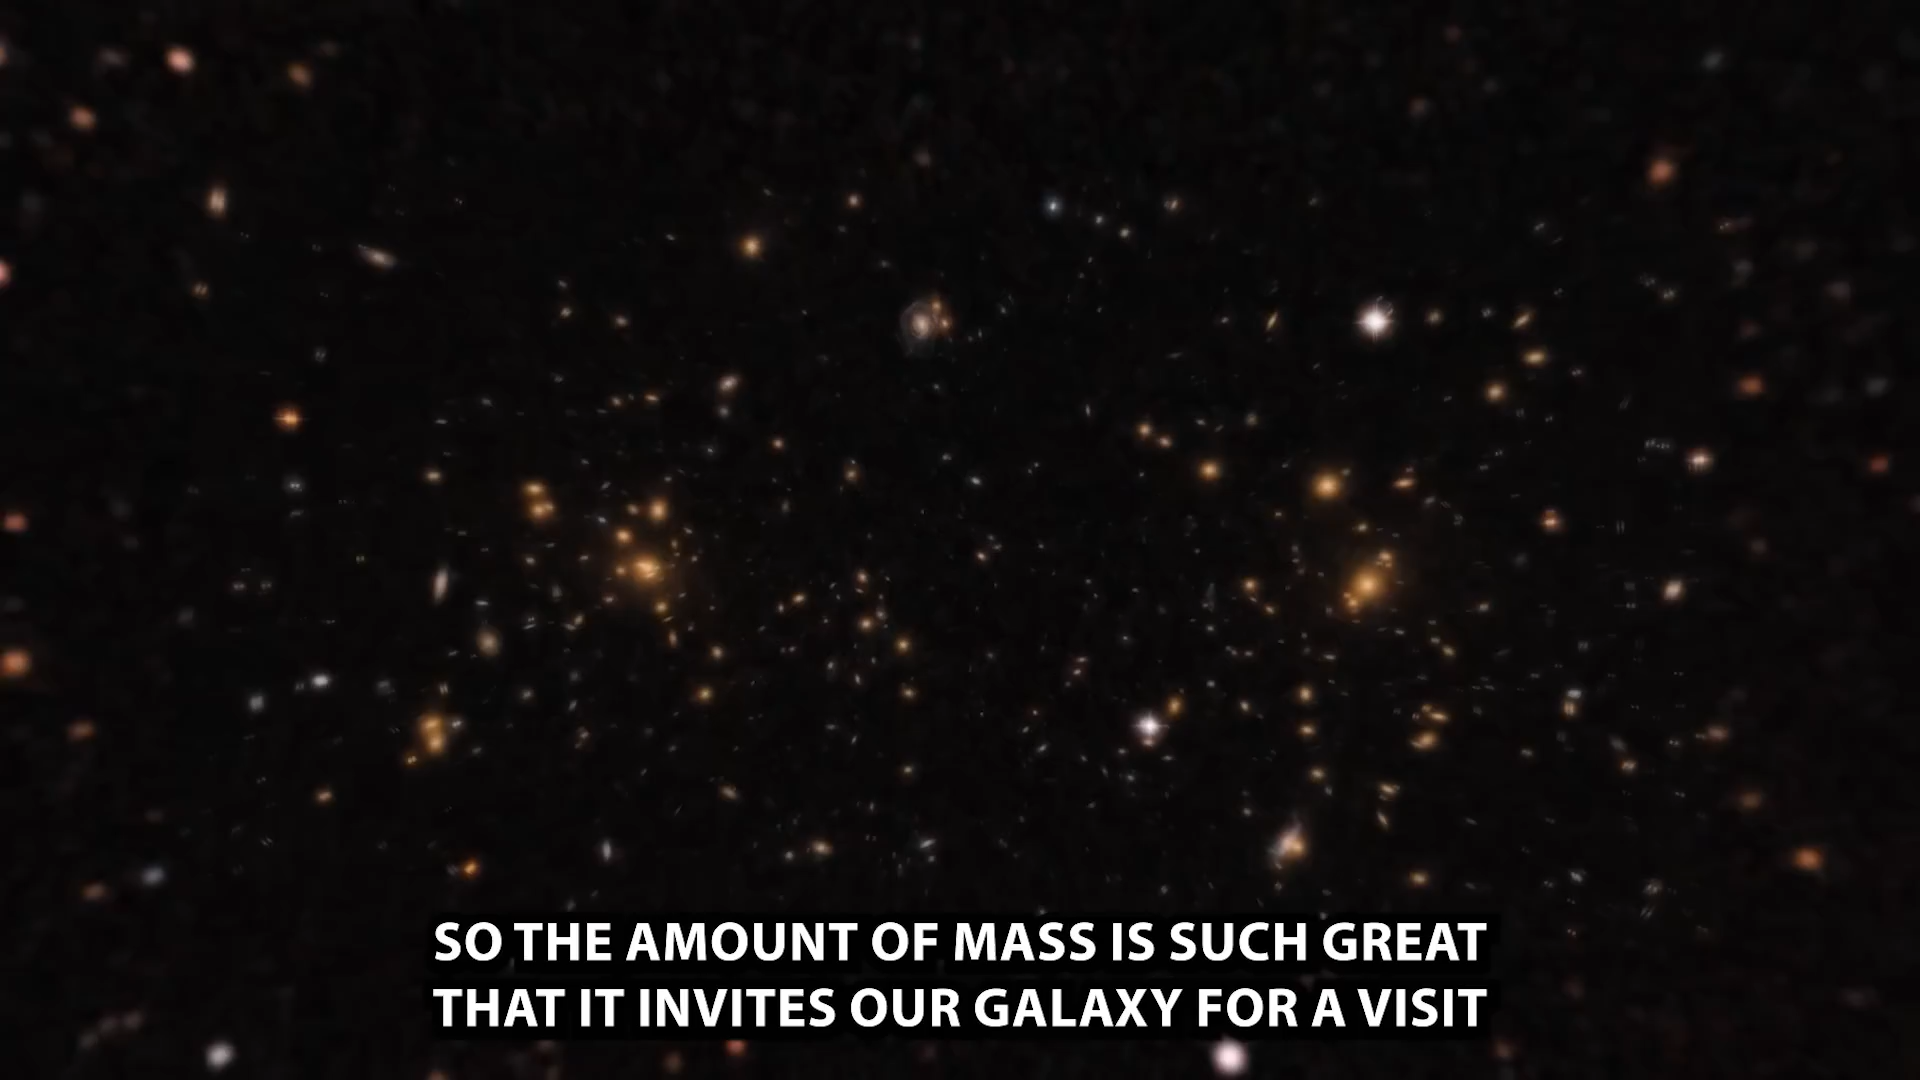 SO THE AMOUNT OF MASS IS SUCH GREAT
THAT IT INVITES OUR GALAXY FOR A VISIT